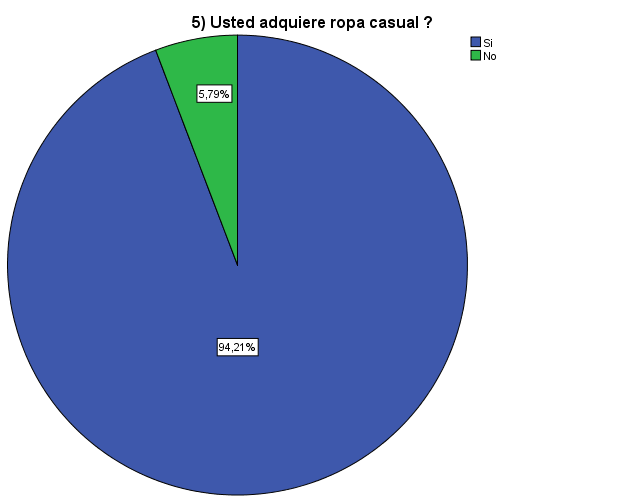 5) Usted adquiere ropa casual ?
Si
No
5,79%
94,21%